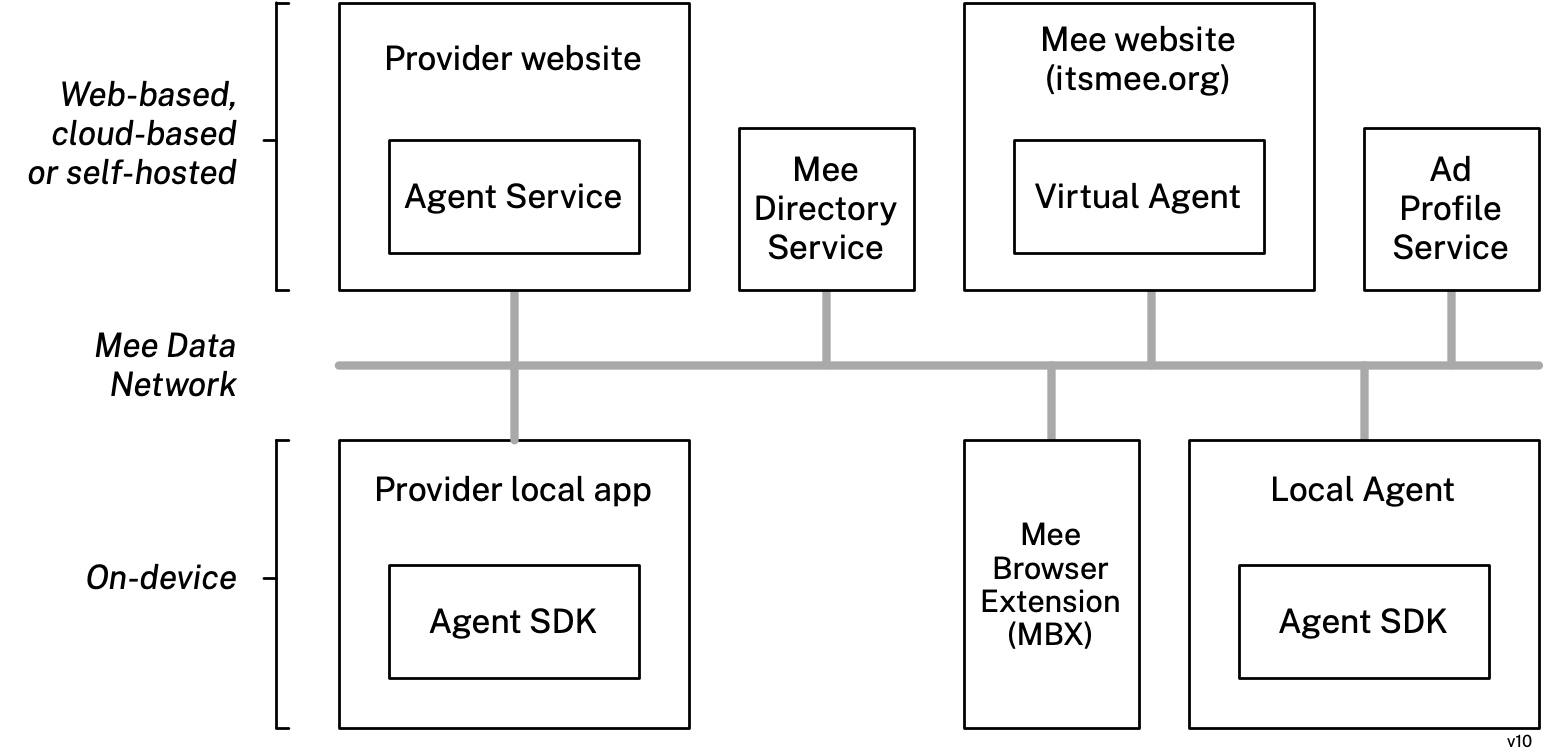 Web-based,
cloud-based
or self-hosted
Provider website
Agent Service
Mee
Directory
Service
Mee website
(itsmee.org)
Virtual Agent
Ad
Profile
Service
Mee Data
Network
On-device
Provider local app
Agent SDK
Mee
Browser
Extension
(MBX)
Local Agent
Agent SDK
v10